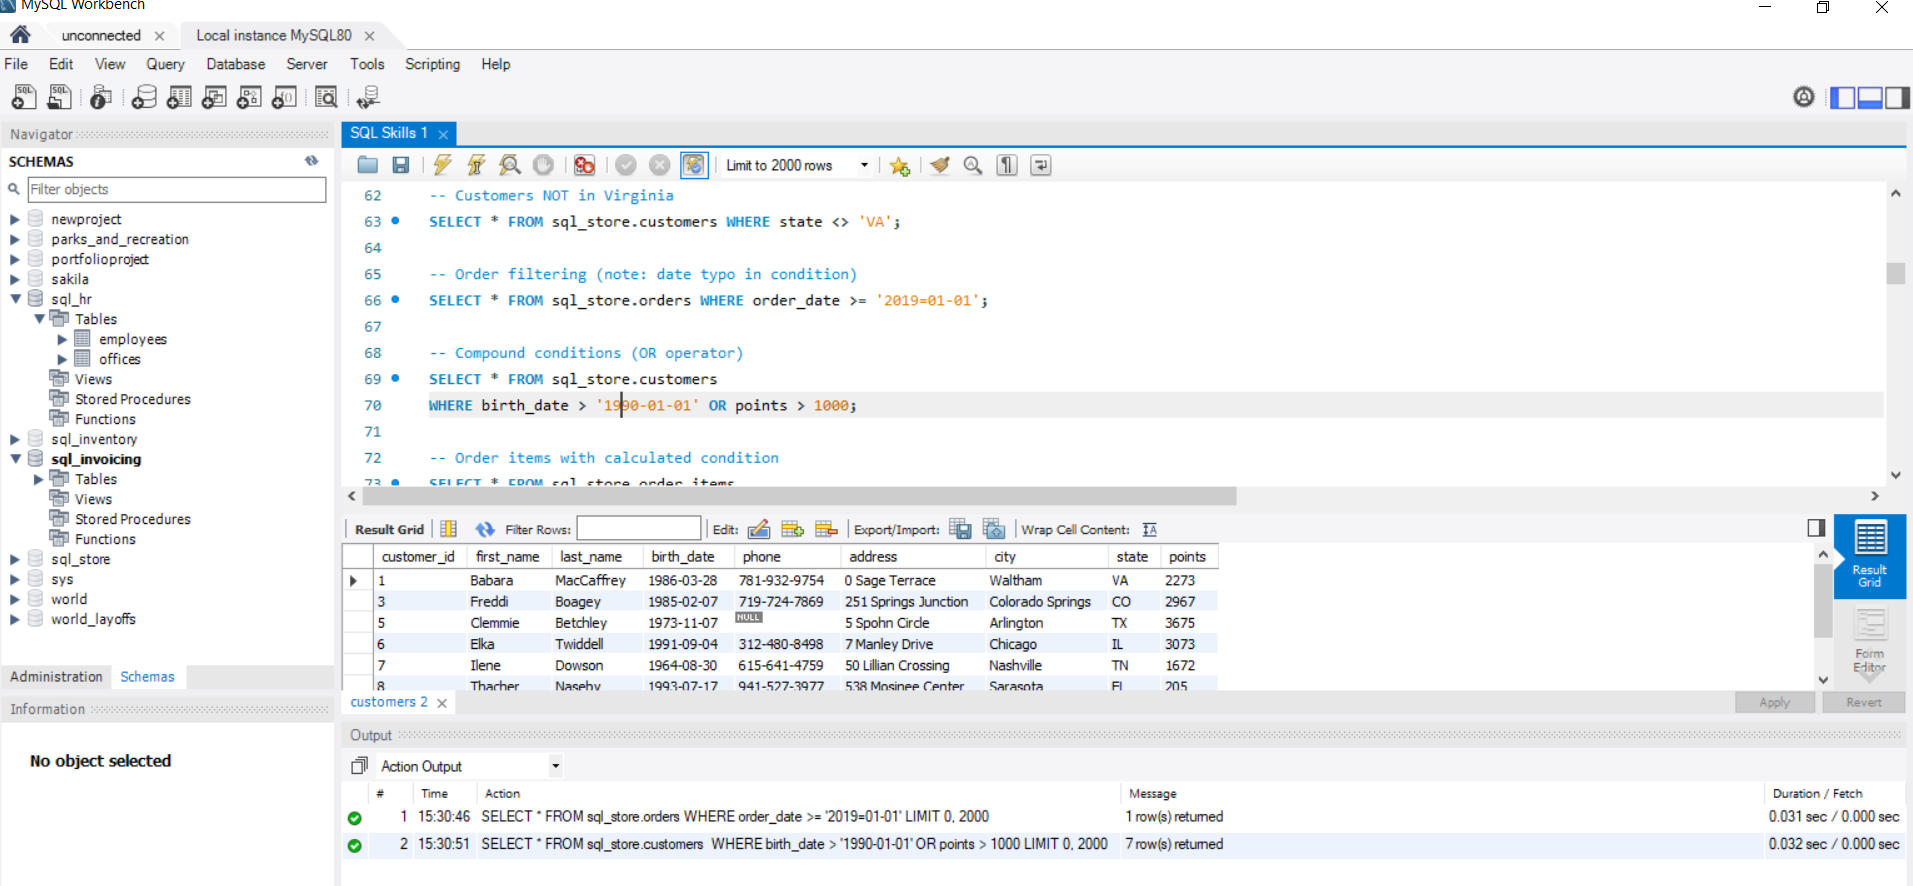 MySQL Workbench
unconnected
Local instance MySQL80
File Edit View Query Database Server Tools Scripting Help
Navigator
SCHEMAS
Filter objects
newproject
parks_and_recreation
portfolioproject
sakila
sql_hr
Tables
employees
offices
Views
Stored Procedures
Functions
sql_inventory
sql_invoicing
Tables
Views
Stored Procedures
Functions
sql_store
sys
world
world_layoffs
Administration Schemas
Information
No object selected
SQL Skills 1
Limit to 2000 rows
62 -- Customers NOT in Virginia
63 SELECT * FROM sql_store.customers WHERE state <> 'VA';
64
65 -- Order filtering (note: date typo in condition)
66 SELECT * FROM sql_store.orders WHERE order_date >= '2019=01-01';
67
68 -- Compound conditions (OR operator)
69 SELECT * FROM sql_store.customers
70 WHERE birth_date > '1990-01-01' OR points > 1000;
71
72 -- Order items with calculated condition
73 SELECT * FROM sql_store.order_items
Result Grid Filter Rows: Edit: Export/Import: Wrap Cell Content:
customer_id first_name last_name birth_date phone address city state points
1 Babara MacCaffrey 1986-03-28 781-932-9754 0 Sage Terrace Waltham VA 2273
3 Freddi Boagey 1985-02-07 719-724-7869 251 Springs Junction Colorado Springs CO 2967
5 Clemmie Betchley 1973-11-07 NULL 5 Spohn Circle Arlington TX 3675
6 Elka Twiddell 1991-09-04 312-480-8498 7 Manley Drive Chicago IL 3073
7 Ilene Dowson 1964-08-30 615-641-4759 50 Lillian Crossing Nashville TN 1672
8 Thacher Naseby 1993-07-17 941-527-3977 538 Mosinee Center Sarasota FL 205
Result
Grid
Form
Editor
customers 2
Apply Revert
Output
Action Output
# Time Action Message Duration / Fetch
1 15:30:46 SELECT * FROM sql_store.orders WHERE order_date >= '2019=01-01' LIMIT 0, 2000 1 row(s) returned 0.031 sec / 0.000 sec
2 15:30:51 SELECT * FROM sql_store.customers WHERE birth_date > '1990-01-01' OR points > 1000 LIMIT 0, 2000 7 row(s) returned 0.032 sec / 0.000 sec